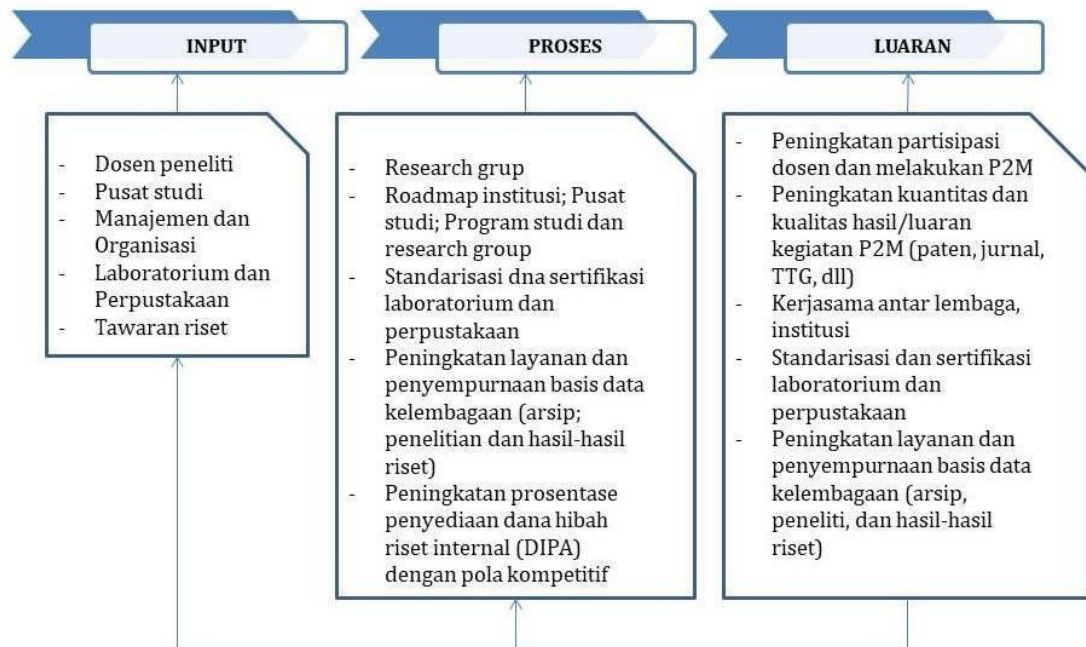 INPUT
- Dosen peneliti
- Pusat studi
- Manajemen dan
Organisasi
- Laboratorium dan
Perpustakaan
- Tawaran riset
PROSES
- Research grup
- Roadmap institusi; Pusat
studi; Program studi dan
research group
- Standarisasi dna sertifikasi
laboratorium dan
perpustakaan
- Peningkatan layanan dan
penyempurnaan basis data
kelembagaan (arsip;
penelitian dan hasil-hasil
riset)
- Peningkatan prosentase
penyediaan dana hibah
riset internal (DIPA)
dengan pola kompetitif
LUARAN
- Peningkatan partisipasi
dosen dan melakukan P2M
- Peningkatan kuantitas dan
kualitas hasil/luaran
kegiatan P2M (paten, jurnal,
TTG, dll)
- Kerjasama antar lembaga,
institusi
- Standarisasi dan sertifikasi
laboratorium dan
perpustakaan
- Peningkatan layanan dan
penyempurnaan basis data
kelembagaan (arsip,
peneliti, dan hasil-hasil
riset)